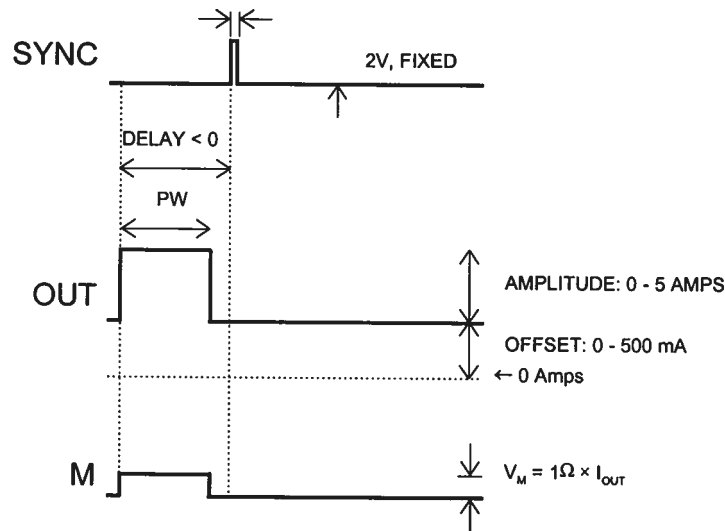 SYNC
2V, FIXED
DELAY < 0
PW
OUT
AMPLITUDE: 0 - 5 AMPS
OFFSET: 0 - 500 mA
← 0 Amps
M
V_M = 1Ω × I_OUT